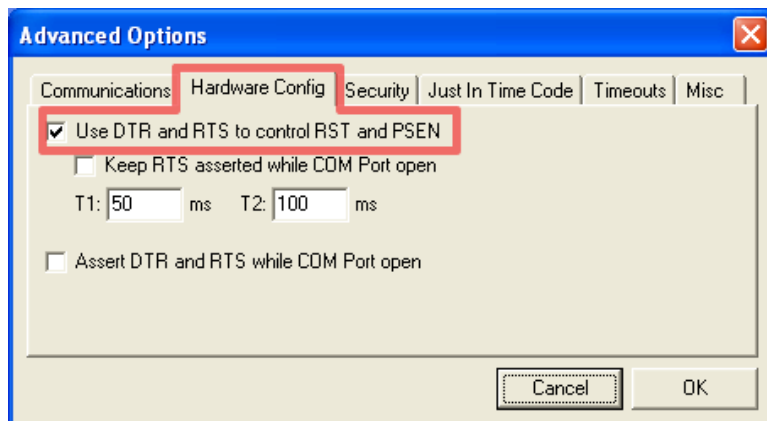 Advanced Options
Communications Hardware Config Security Just In Time Code Timeouts Misc
Use DTR and RTS to control RST and PSEN
Keep RTS asserted while COM Port open
T1: 50 ms T2: 100 ms
Assert DTR and RTS while COM Port open
Cancel OK